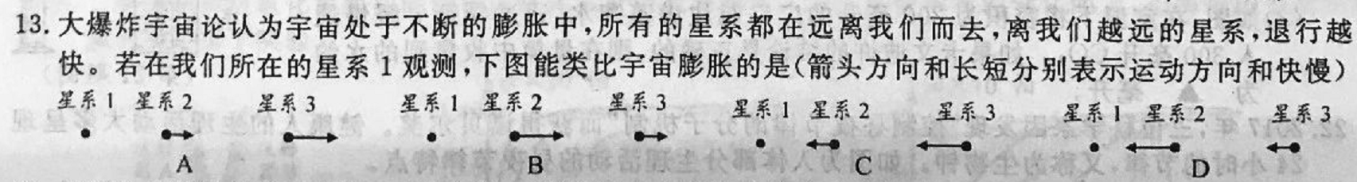 13.大爆炸宇宙论认为宇宙处于不断的膨胀中,所有的星系都在远离我们而去,离我们越远的星系,退行越
快。若在我们所在的星系1观测,下图能类比宇宙膨胀的是(箭头方向和长短分别表示运动方向和快慢)
星系1 星系2 星系3 星系1 星系2 星系3 星系1 星系2 星系3 星系1 星系2 星系3
A B C D